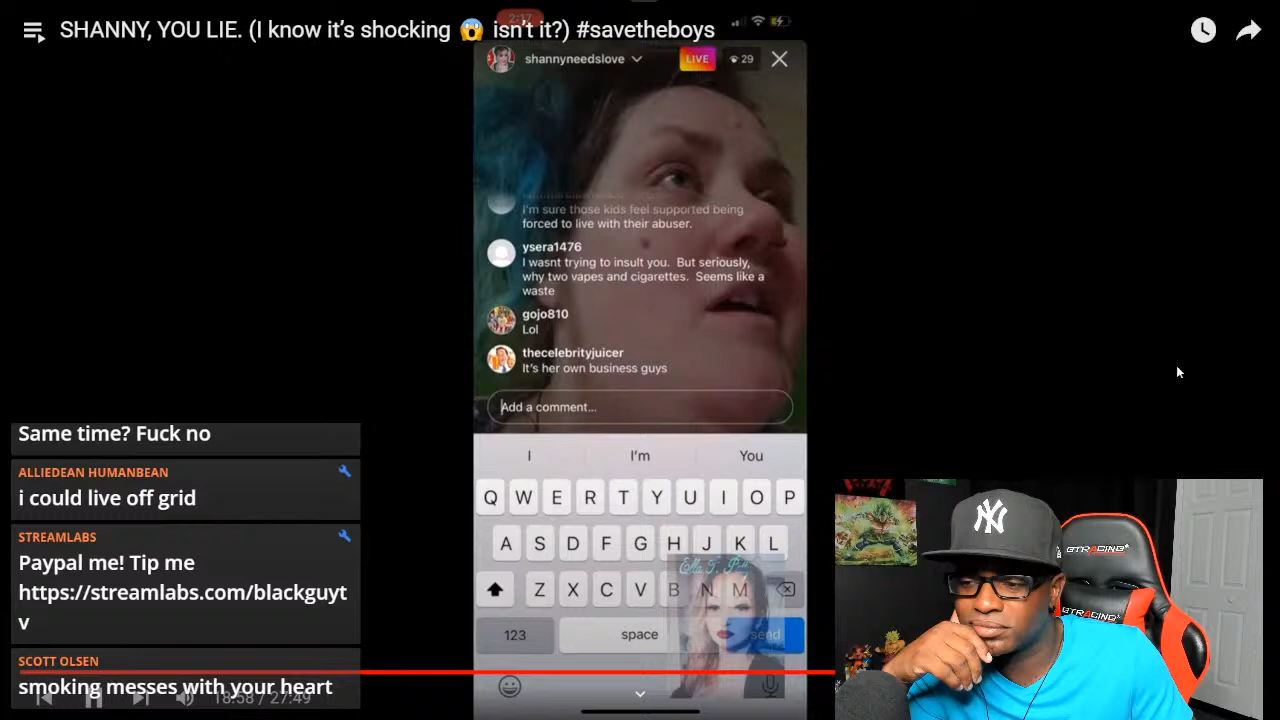 SHANNY, YOU LIE. (I know it's shocking 😱 isn't it?) #savetheboys
2:17
shannyneedslove
LIVE
29
I'm sure those kids feel supported being
forced to live with their abuser.
ysera1476
I wasnt trying to insult you. But seriously,
why two vapes and cigarettes. Seems like a
waste
gojo810
Lol
thecelebrityjuicer
It's her own business guys
Add a comment...
I I'm You
Q W E R T Y U I O P
A S D F G H J K L
Z X C V B N M
123 space send
Same time? Fuck no
ALLIEDEAN HUMANBEAN
i could live off grid
STREAMLABS
Paypal me! Tip me
https://streamlabs.com/blackguyt
v
SCOTT OLSEN
smoking messes with your heart
18:58 / 27:49
NY
GTRACING
GTRACING